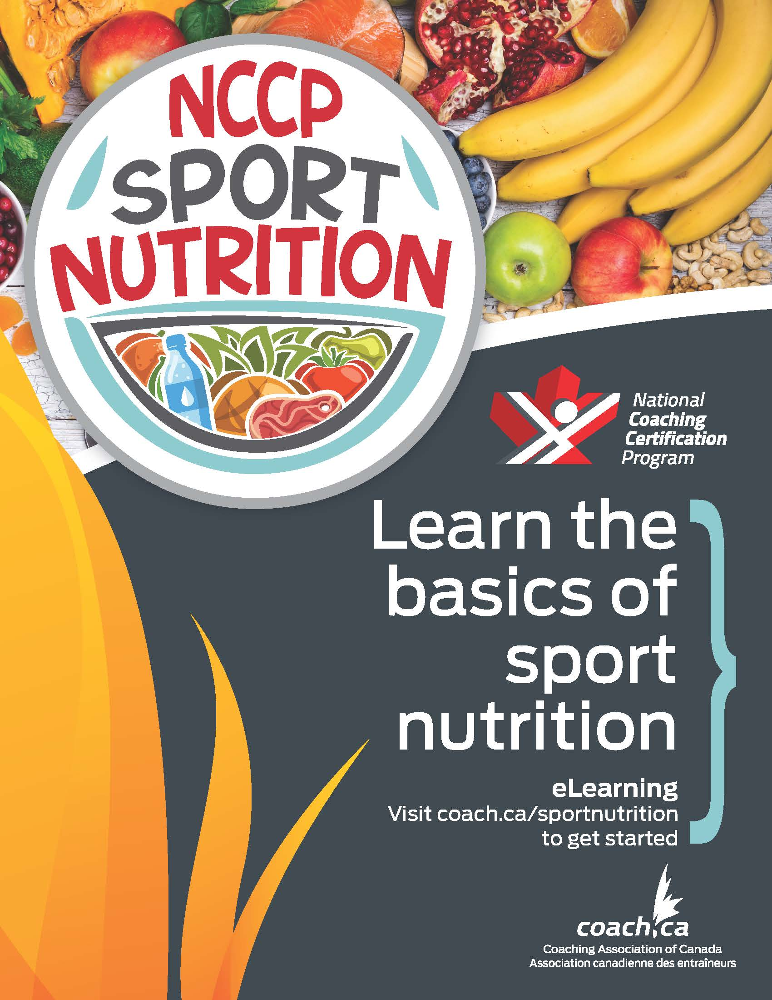 NCCP
SPORT
NUTRITION
National
Coaching
Certification
Program
Learn the
basics of
sport
nutrition
eLearning
Visit coach.ca/sportnutrition
to get started
coach.ca
Coaching Association of Canada
Association canadienne des entraîneurs